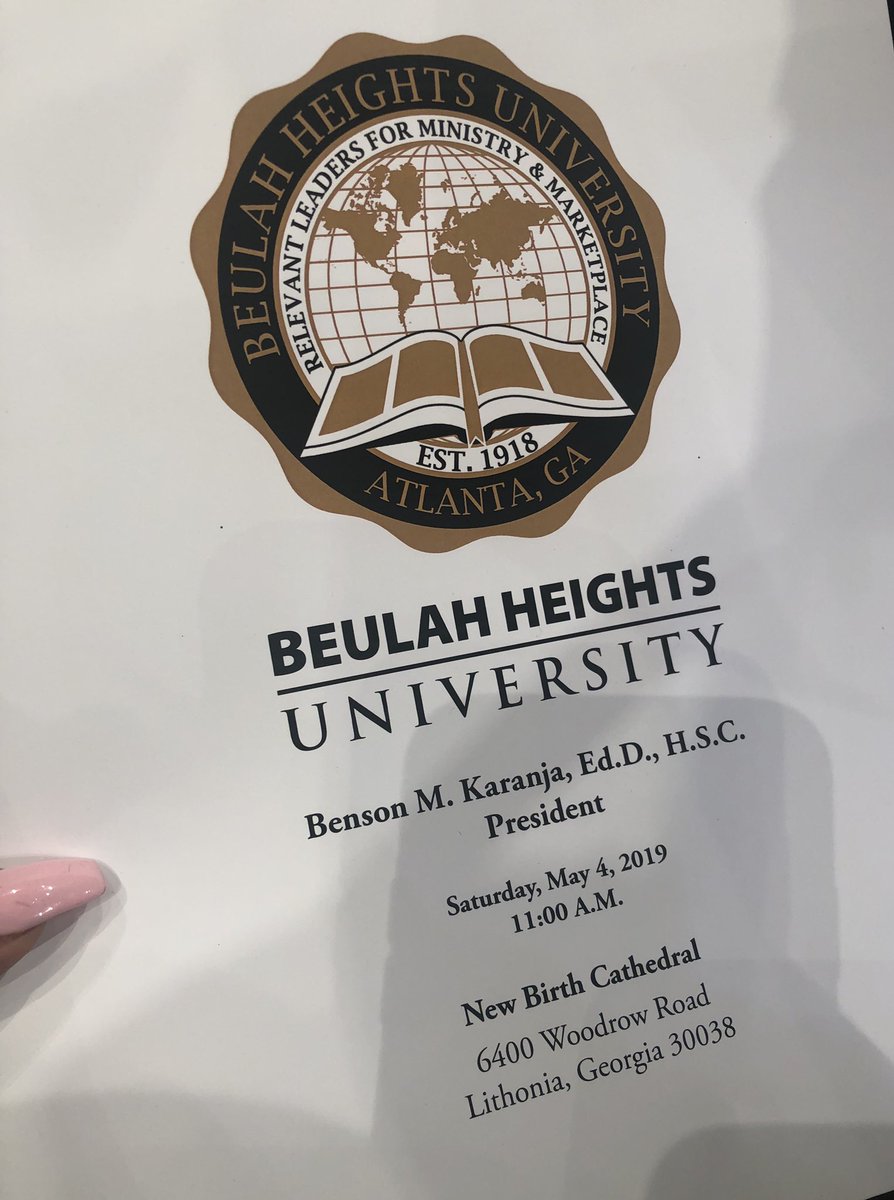 BEULAH HEIGHTS UNIVERSITY
RELEVANT LEADERS FOR MINISTRY & MARKETPLACE
EST. 1918
ATLANTA, GA
BEULAH HEIGHTS
UNIVERSITY
Benson M. Karanja, Ed.D., H.S.C.
President
Saturday, May 4, 2019
11:00 A.M.
New Birth Cathedral
6400 Woodrow Road
Lithonia, Georgia 30038